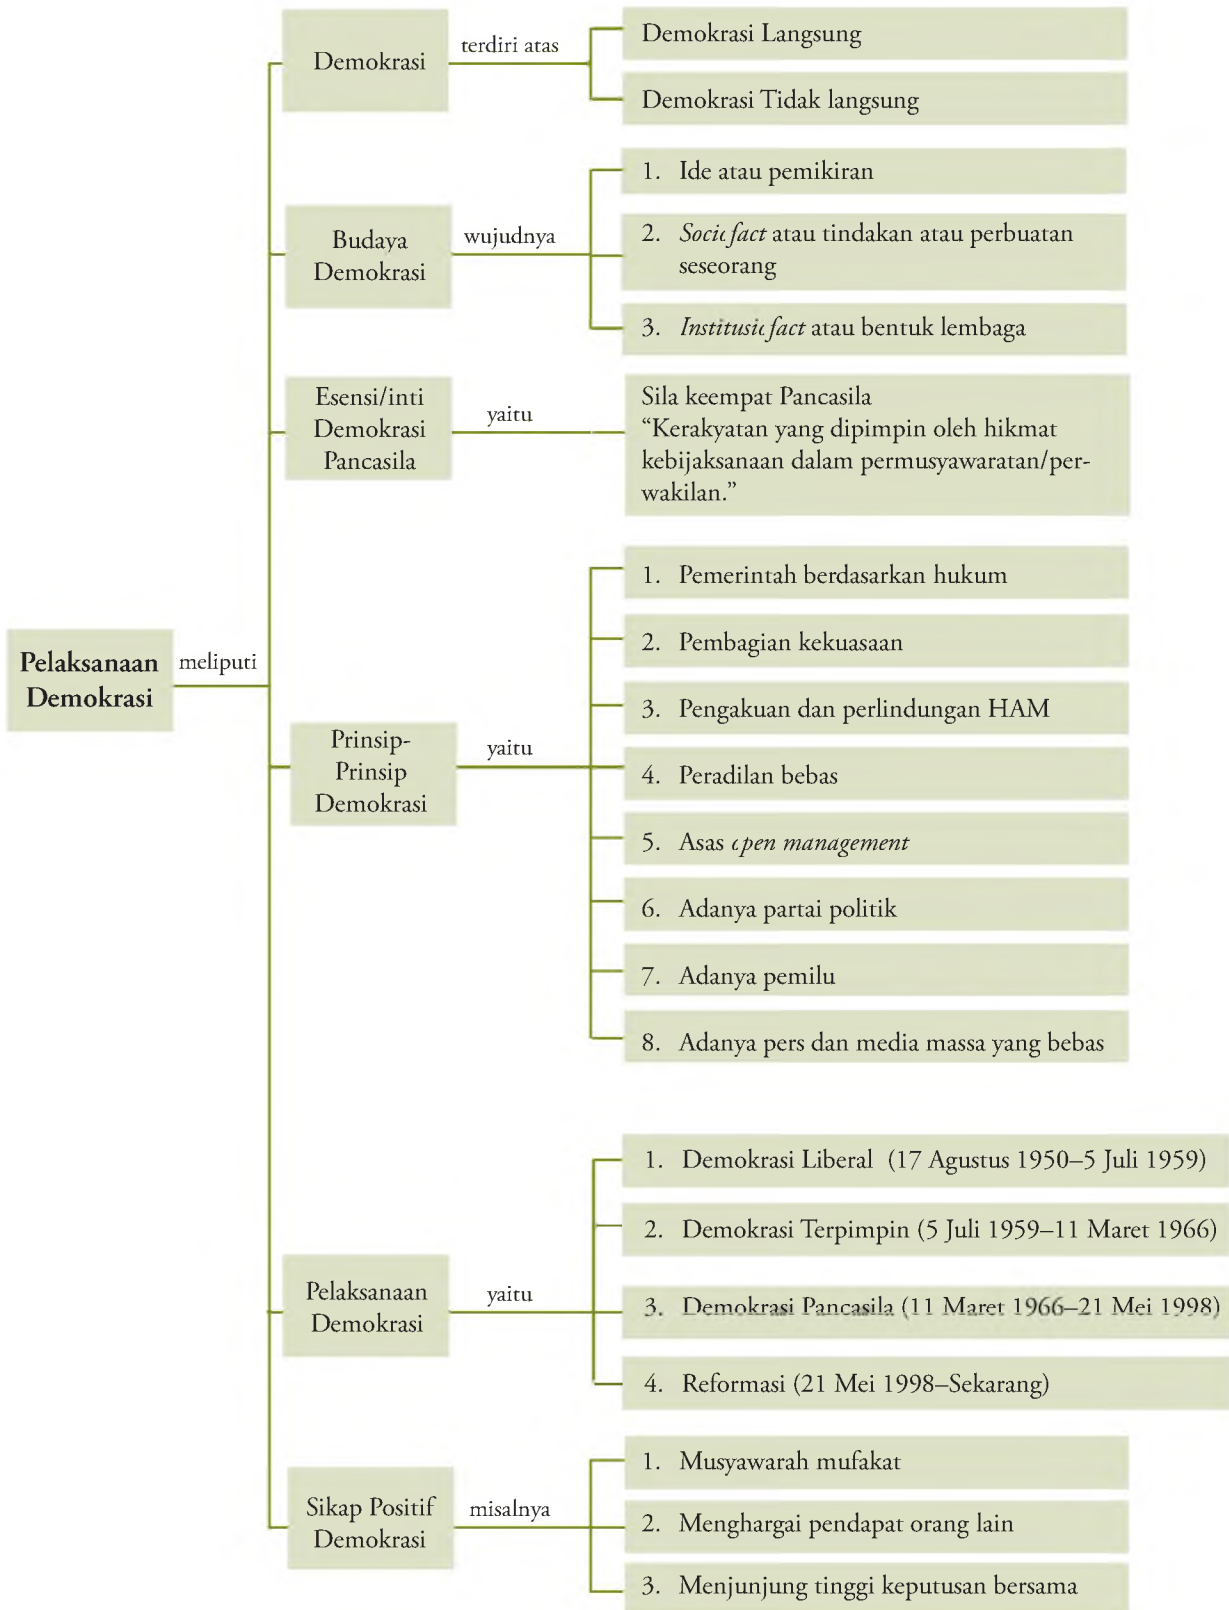 Demokrasi
terdiri atas
Demokrasi Langsung
Demokrasi Tidak langsung
Budaya
Demokrasi
wujudnya
1. Ide atau pemikiran
2. Sociofact atau tindakan atau perbuatan
seseorang
3. Institusiofact atau bentuk lembaga
Esensi/inti
Demokrasi
Pancasila
yaitu
Sila keempat Pancasila
“Kerakyatan yang dipimpin oleh hikmat
kebijaksanaan dalam permusyawaratan/per-
wakilan.”
Pelaksanaan
Demokrasi
meliputi
Prinsip-
Prinsip
Demokrasi
yaitu
1. Pemerintah berdasarkan hukum
2. Pembagian kekuasaan
3. Pengakuan dan perlindungan HAM
4. Peradilan bebas
5. Asas open management
6. Adanya partai politik
7. Adanya pemilu
8. Adanya pers dan media massa yang bebas
Pelaksanaan
Demokrasi
yaitu
1. Demokrasi Liberal (17 Agustus 1950–5 Juli 1959)
2. Demokrasi Terpimpin (5 Juli 1959–11 Maret 1966)
3. Demokrasi Pancasila (11 Maret 1966–21 Mei 1998)
4. Reformasi (21 Mei 1998–Sekarang)
Sikap Positif
Demokrasi
misalnya
1. Musyawarah mufakat
2. Menghargai pendapat orang lain
3. Menjunjung tinggi keputusan bersama